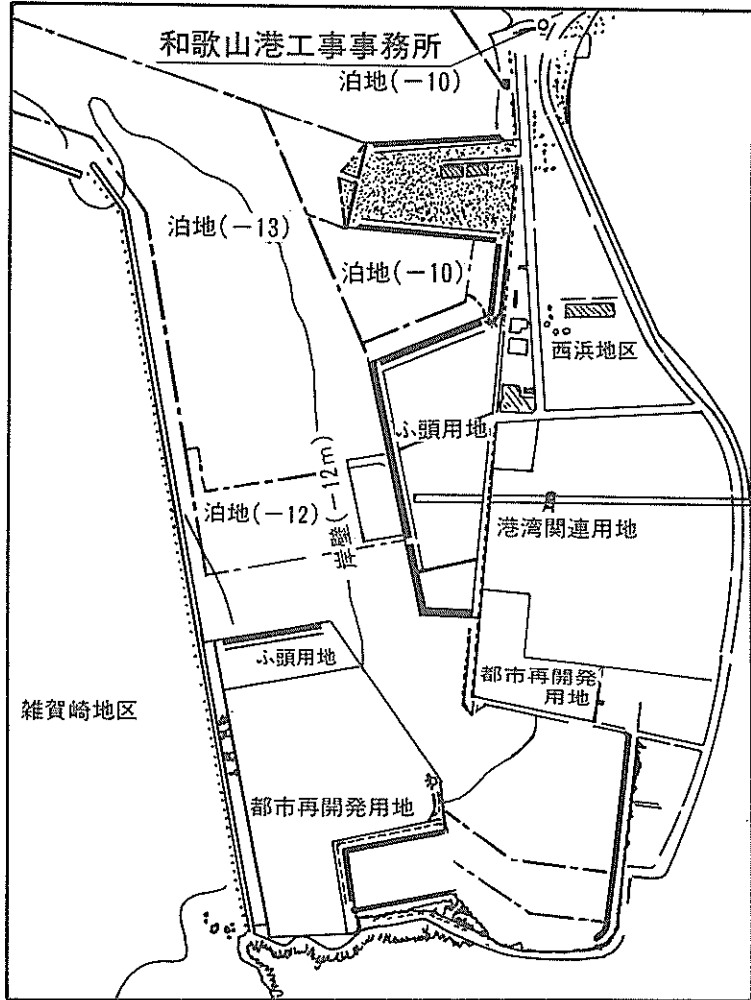 和歌山港工事事務所
泊地(－10)
泊地(－13)
泊地(－10)
西浜地区
ふ頭用地
泊地(－12)
岸壁(－12m)
港湾関連用地
ふ頭用地
都市再開発
用地
雑賀崎地区
都市再開発用地